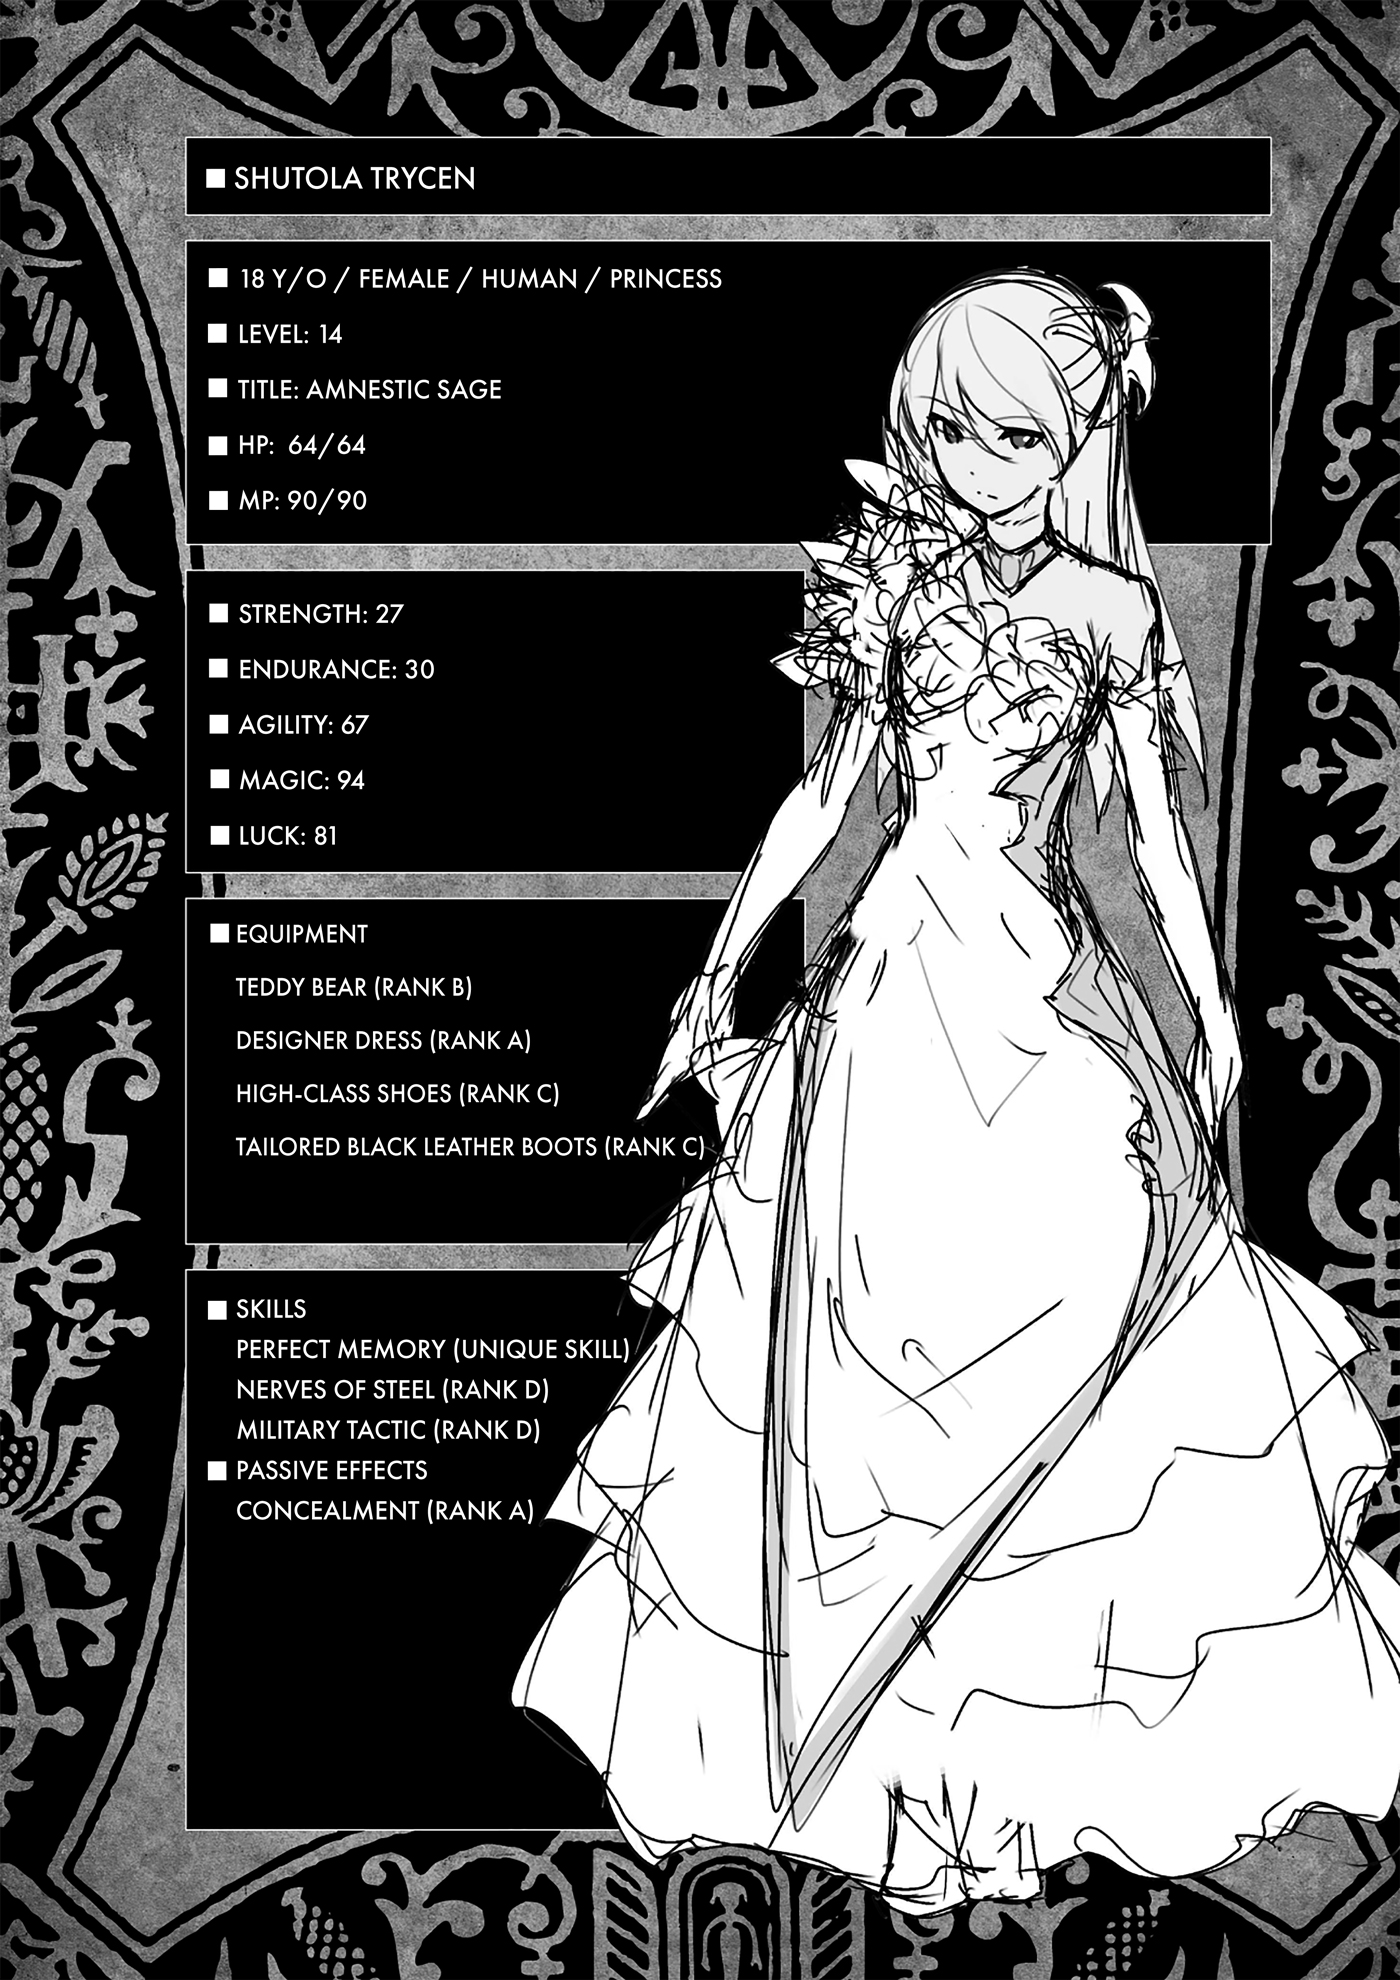 SHUTOLA TRYCEN
18 Y/O / FEMALE / HUMAN / PRINCESS
LEVEL: 14
TITLE: AMNESTIC SAGE
HP: 64/64
MP: 90/90
STRENGTH: 27
ENDURANCE: 30
AGILITY: 67
MAGIC: 94
LUCK: 81
EQUIPMENT
TEDDY BEAR (RANK B)
DESIGNER DRESS (RANK A)
HIGH-CLASS SHOES (RANK C)
TAILORED BLACK LEATHER BOOTS (RANK C)
SKILLS
PERFECT MEMORY (UNIQUE SKILL)
NERVES OF STEEL (RANK D)
MILITARY TACTIC (RANK D)
PASSIVE EFFECTS
CONCEALMENT (RANK A)